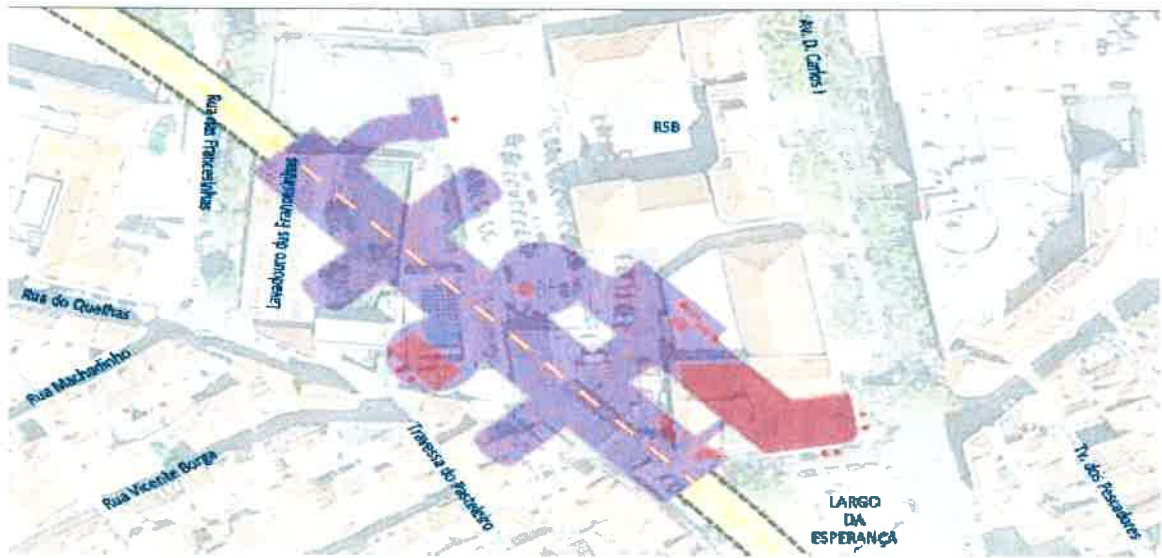 Av. D. Carlos I
Rua das Francesinhas
RSB
Lavadouro das Francesinhas
Rua do Quelhas
Rua Machadinho
Rua Vicente Borga
Travessa do Pasteleiro
Tv. dos Pescadores
LARGO
DA
ESPERANÇA